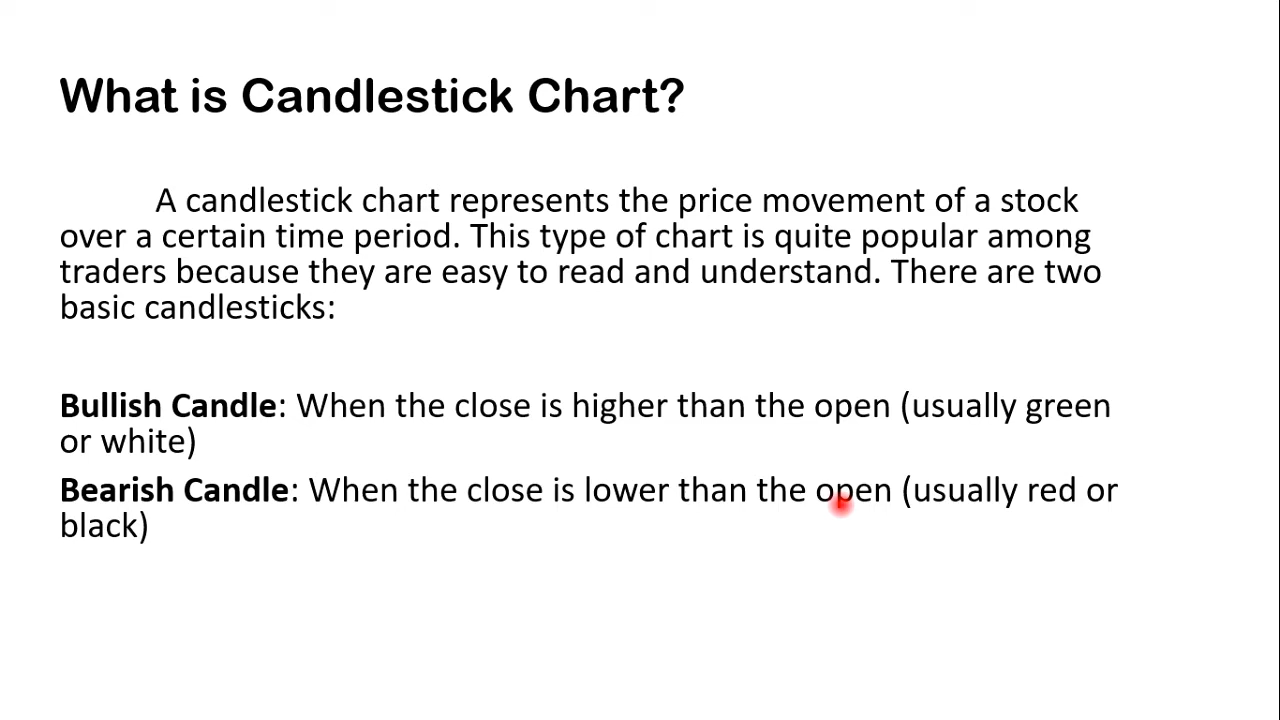 What is Candlestick Chart?
A candlestick chart represents the price movement of a stock
over a certain time period. This type of chart is quite popular among
traders because they are easy to read and understand. There are two
basic candlesticks:
Bullish Candle: When the close is higher than the open (usually green
or white)
Bearish Candle: When the close is lower than the open (usually red or
black)